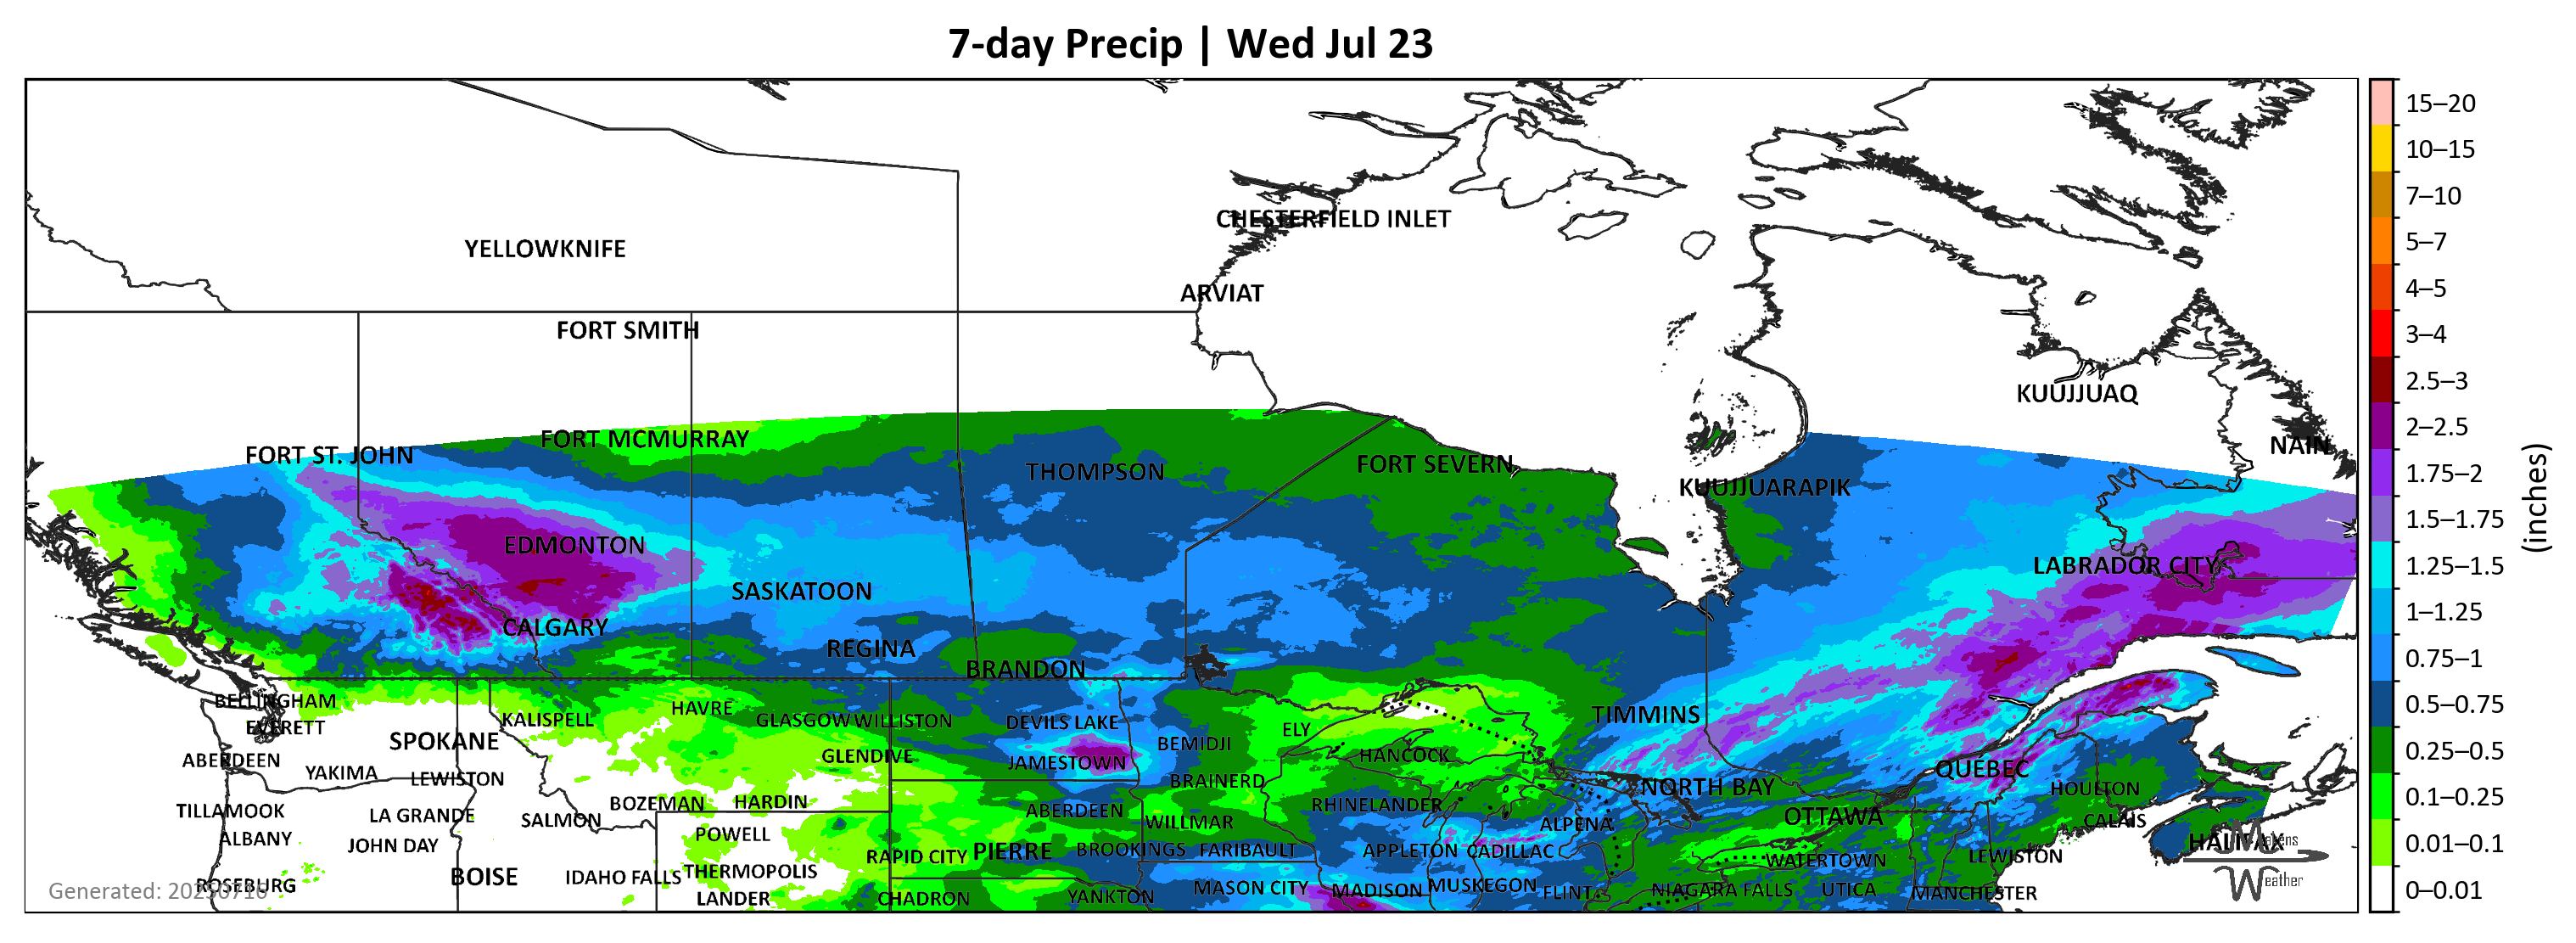 7-day Precip | Wed Jul 23
CHESTERFIELD INLET
YELLOWKNIFE
ARVIAT
FORT SMITH
KUUJJUAQ
FORT MCMURRAY
NAIN
FORT ST. JOHN
FORT SEVERN
THOMPSON
KUUJJUARAPIK
EDMONTON
LABRADOR CITY
SASKATOON
CALGARY
REGINA
BRANDON
BELLINGHAM
HAVRE
TIMMINS
KALISPELL
GLASGOW WILLISTON
DEVILS LAKE
EVERETT
ELY
SPOKANE
BEMIDJI
GLENDIVE
HANCOCK
ABERDEEN
JAMESTOWN
QUÉBEC
YAKIMA
LEWISTON
BRAINERD
NORTH BAY
HOULTON
BOZEMAN
HARDIN
RHINELANDER
TILLAMOOK
LA GRANDE
SALMON
ABERDEEN
WILLMAR
ALPENA
OTTAWA
CALAIS
ALBANY
JOHN DAY
POWELL
HALIFAX
Makens
RAPID CITY
PIERRE
BROOKINGS
FARIBAULT
APPLETON
CADILLAC
WATERTOWN
LEWISTON
BOISE
IDAHO FALLS
THERMOPOLIS
Weather
ROSEBURG
Generated: 20250716
LANDER
CHADRON
YANKTON
MASON CITY
MADISON
MUSKEGON
FLINT
NIAGARA FALLS
UTICA
MANCHESTER
15–20
10–15
7–10
5–7
4–5
3–4
2.5–3
2–2.5
1.75–2
1.5–1.75
1.25–1.5
1–1.25
0.75–1
0.5–0.75
0.25–0.5
0.1–0.25
0.01–0.1
0–0.01
(inches)